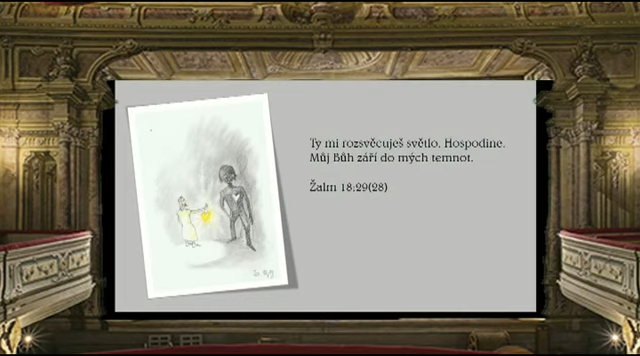 Ty mi rozsvěcuješ světlo, Hospodine.
Můj Bůh září do mých temnot.
Žalm 18:29(28)